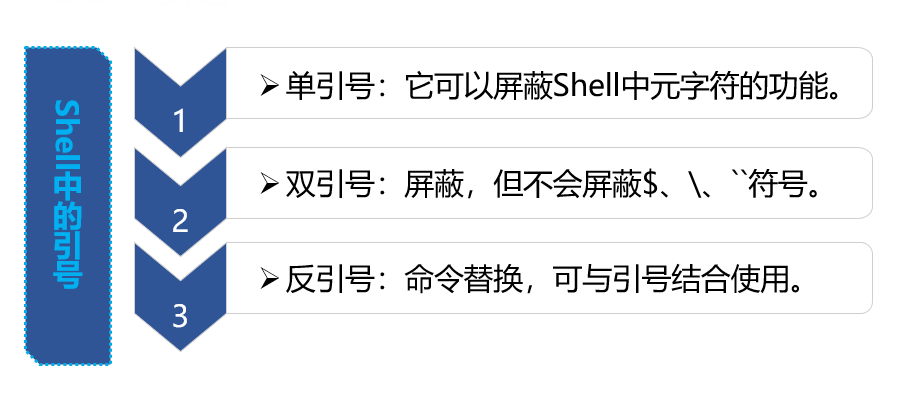 Shell中的引号
1
➢单引号：它可以屏蔽Shell中元字符的功能。
2
➢双引号：屏蔽，但不会屏蔽$、\、``符号。
3
➢反引号：命令替换，可与引号结合使用。